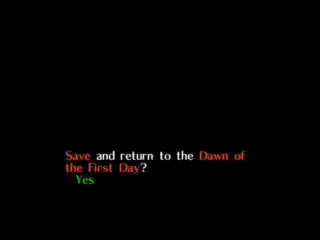 Save and return to the Dawn of
the First Day?
Yes